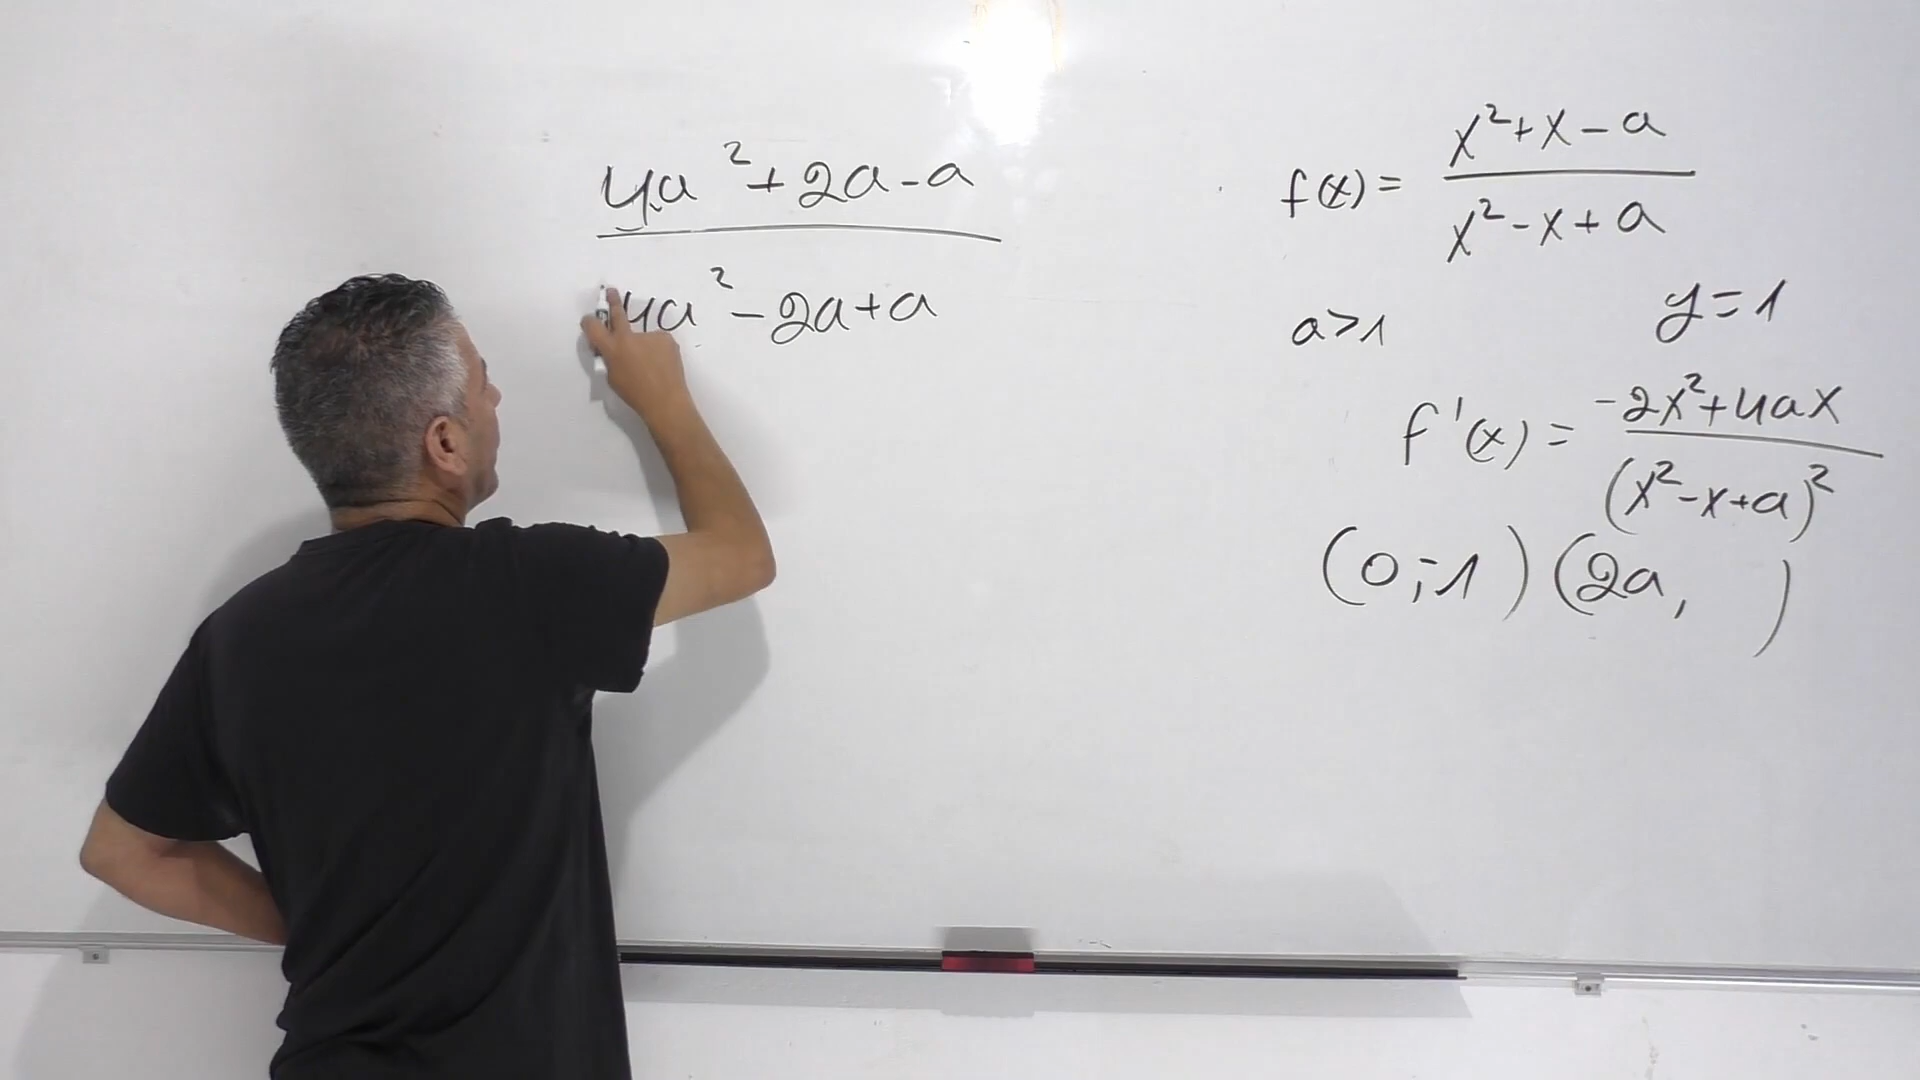 4a²+2a-a
4a²-2a+a
f(x) = x²+x-a
x²-x+a
a>1
y=1
f'(x) = -2x²+4ax
(x²-x+a)²
(0;-1) (2a, )